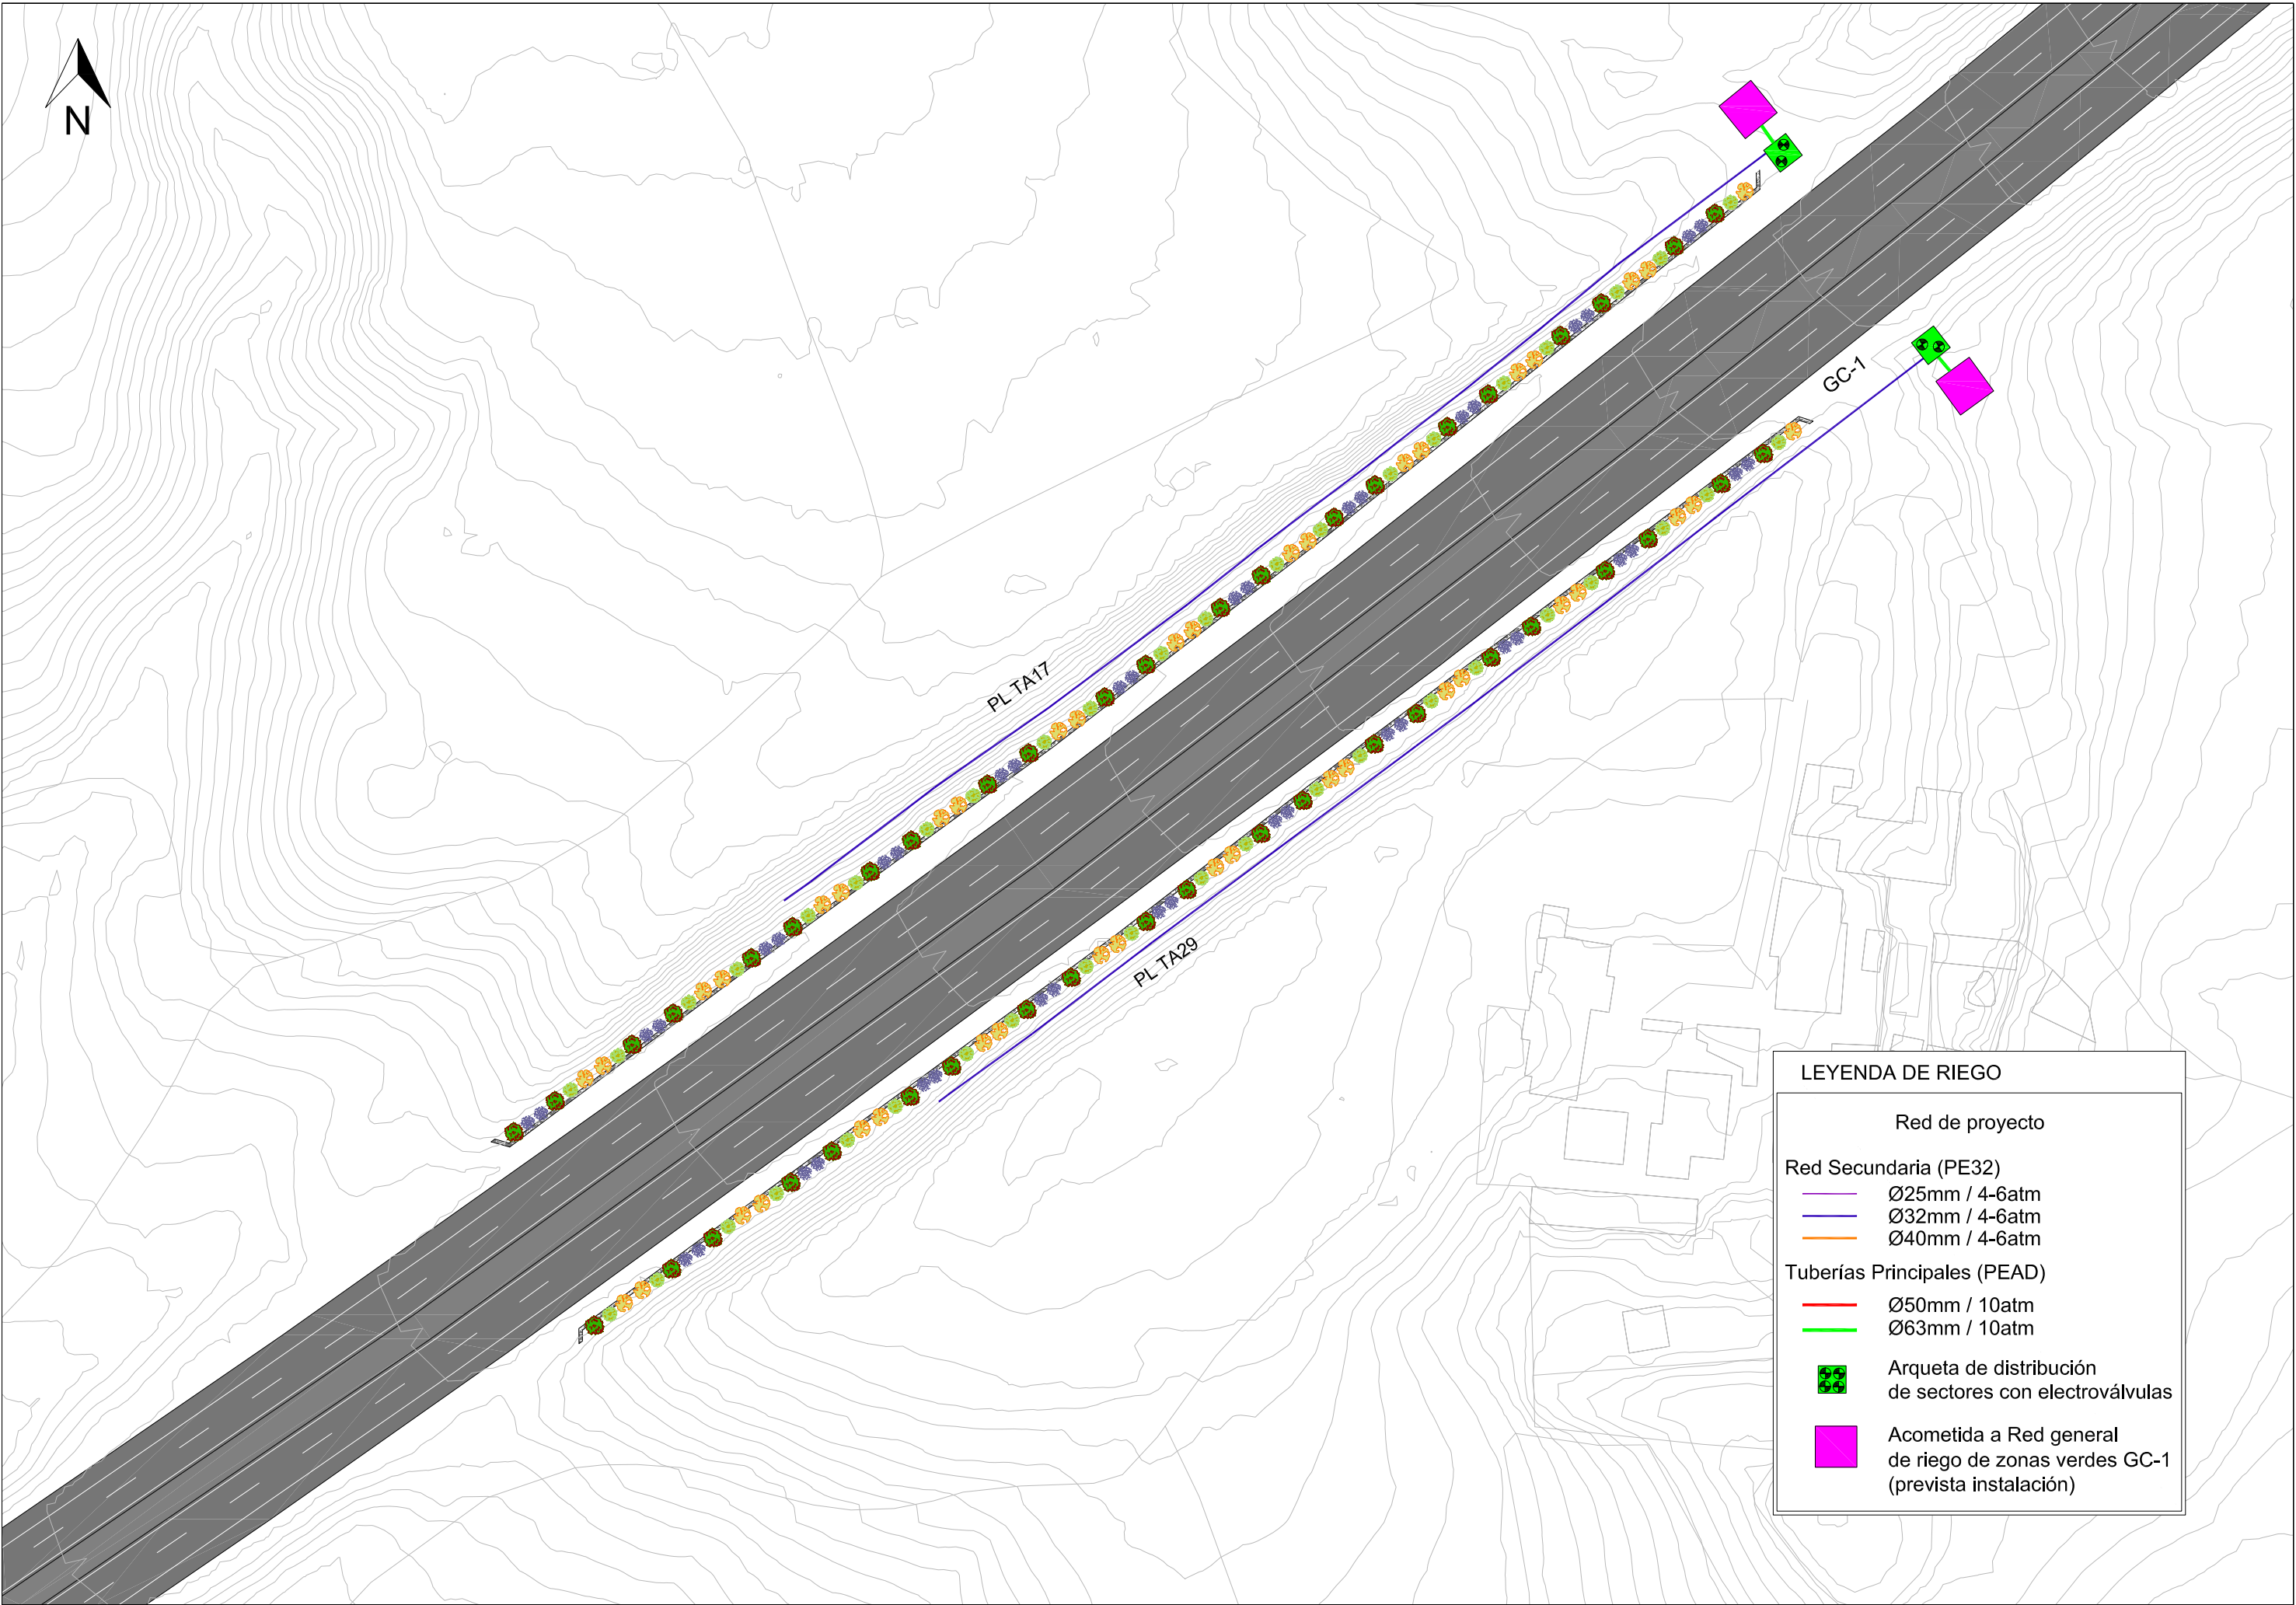 N
GC-1
PL TA17
PL TA29
LEYENDA DE RIEGO
Red de proyecto
Red Secundaria (PE32)
Ø25mm / 4-6atm
Ø32mm / 4-6atm
Ø40mm / 4-6atm
Tuberías Principales (PEAD)
Ø50mm / 10atm
Ø63mm / 10atm
Arqueta de distribución
de sectores con electroválvulas
Acometida a Red general
de riego de zonas verdes GC-1
(prevista instalación)